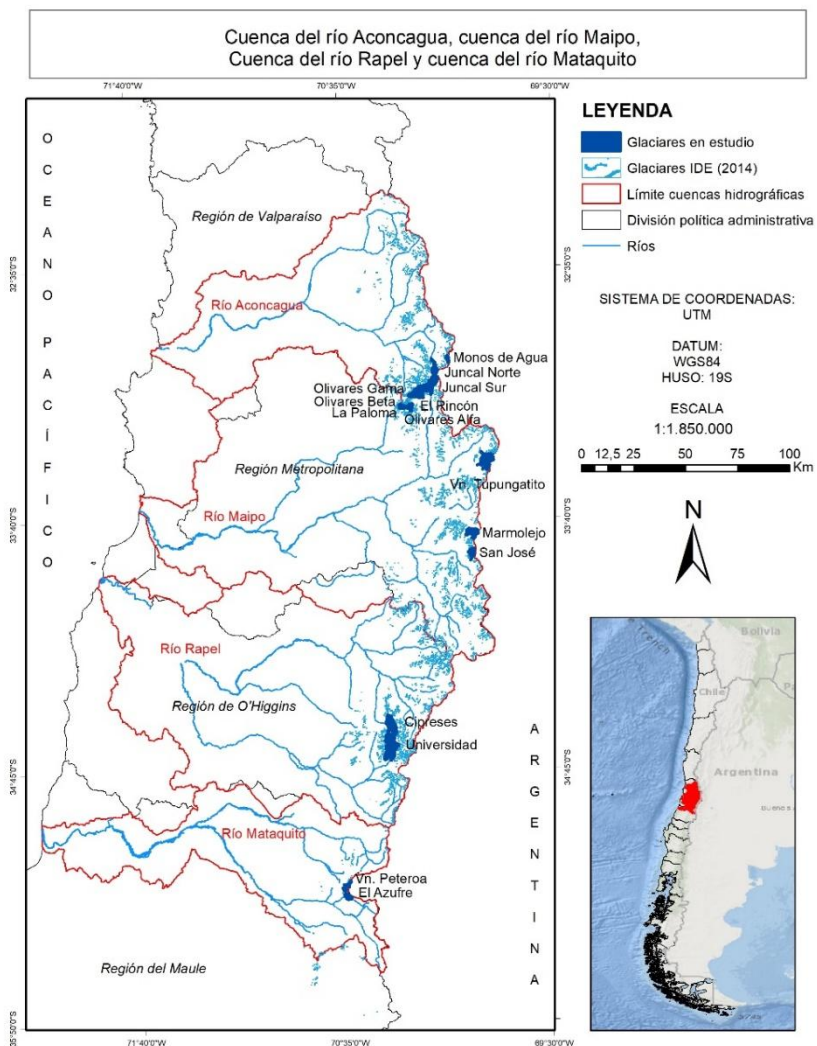 Cuenca del río Aconcagua, cuenca del río Maipo,
Cuenca del río Rapel y cuenca del río Mataquito
71°40'0"W
70°35'0"W
69°30'0"W
OCEANO PACÍFICO
Región de Valparaíso
32°35'0"S
32°35'0"S
Río Aconcagua
Monos de Agua
Juncal Norte
Olivares Gama
Juncal Sur
Olivares Beta
El Rincón
La Paloma
Olivares Alfa
Región Metropolitana
Vn. Tupungatito
33°40'0"S
33°40'0"S
Río Maipo
Marmolejo
San José
Río Rapel
Región de O'Higgins
Cipreses
Universidad
34°45'0"S
34°45'0"S
ARGENTINA
Río Mataquito
Vn. Peteroa
El Azufre
Región del Maule
35°50'0"S
71°40'0"W
70°35'0"W
69°30'0"W
LEYENDA
Glaciares en estudio
Glaciares IDE (2014)
Límite cuencas hidrográficas
División política administrativa
Ríos
SISTEMA DE COORDENADAS:
UTM
DATUM:
WGS84
HUSO: 19S
ESCALA
1:1.850.000
0 12,5 25 50 75 100
Km
N
Trench
Bolivia
Chile
Argentina